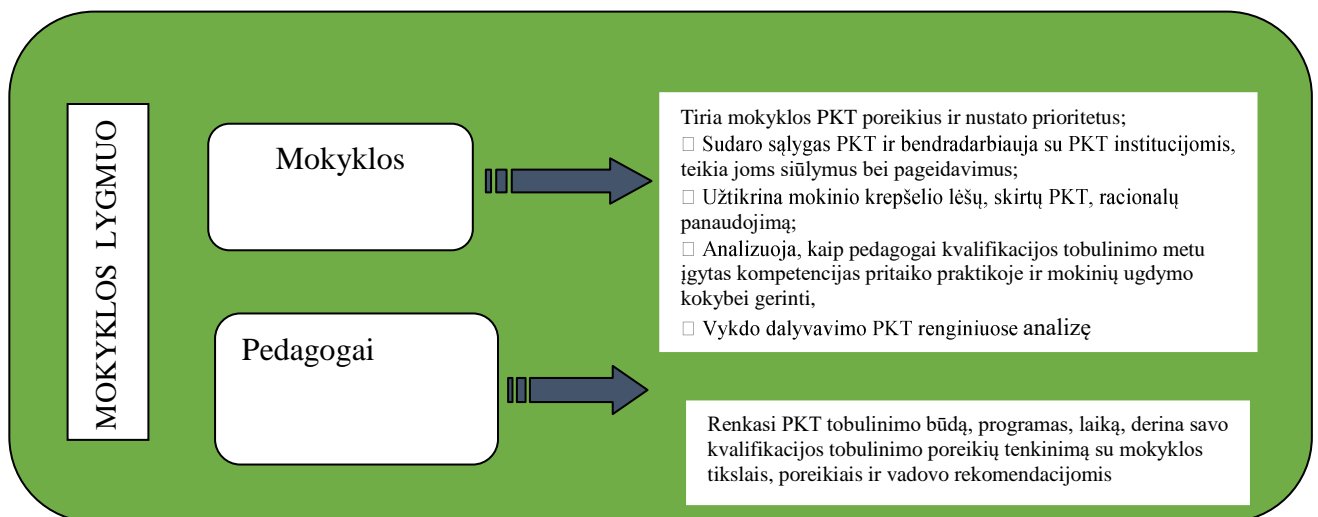 MOKYKLOS LYGMUO
Mokyklos
Tiria mokyklos PKT poreikius ir nustato prioritetus;
□ Sudaro sąlygas PKT ir bendradarbiauja su PKT institucijomis,
teikia joms siūlymus bei pageidavimus;
□ Užtikrina mokinio krepšelio lėšų, skirtų PKT, racionalų
panaudojimą;
□ Analizuoja, kaip pedagogai kvalifikacijos tobulinimo metu
įgytas kompetencijas pritaiko praktikoje ir mokinių ugdymo
kokybei gerinti,
□ Vykdo dalyvavimo PKT renginiuose analizę
Pedagogai
Renkasi PKT tobulinimo būdą, programas, laiką, derina savo
kvalifikacijos tobulinimo poreikių tenkinimą su mokyklos
tikslais, poreikiais ir vadovo rekomendacijomis